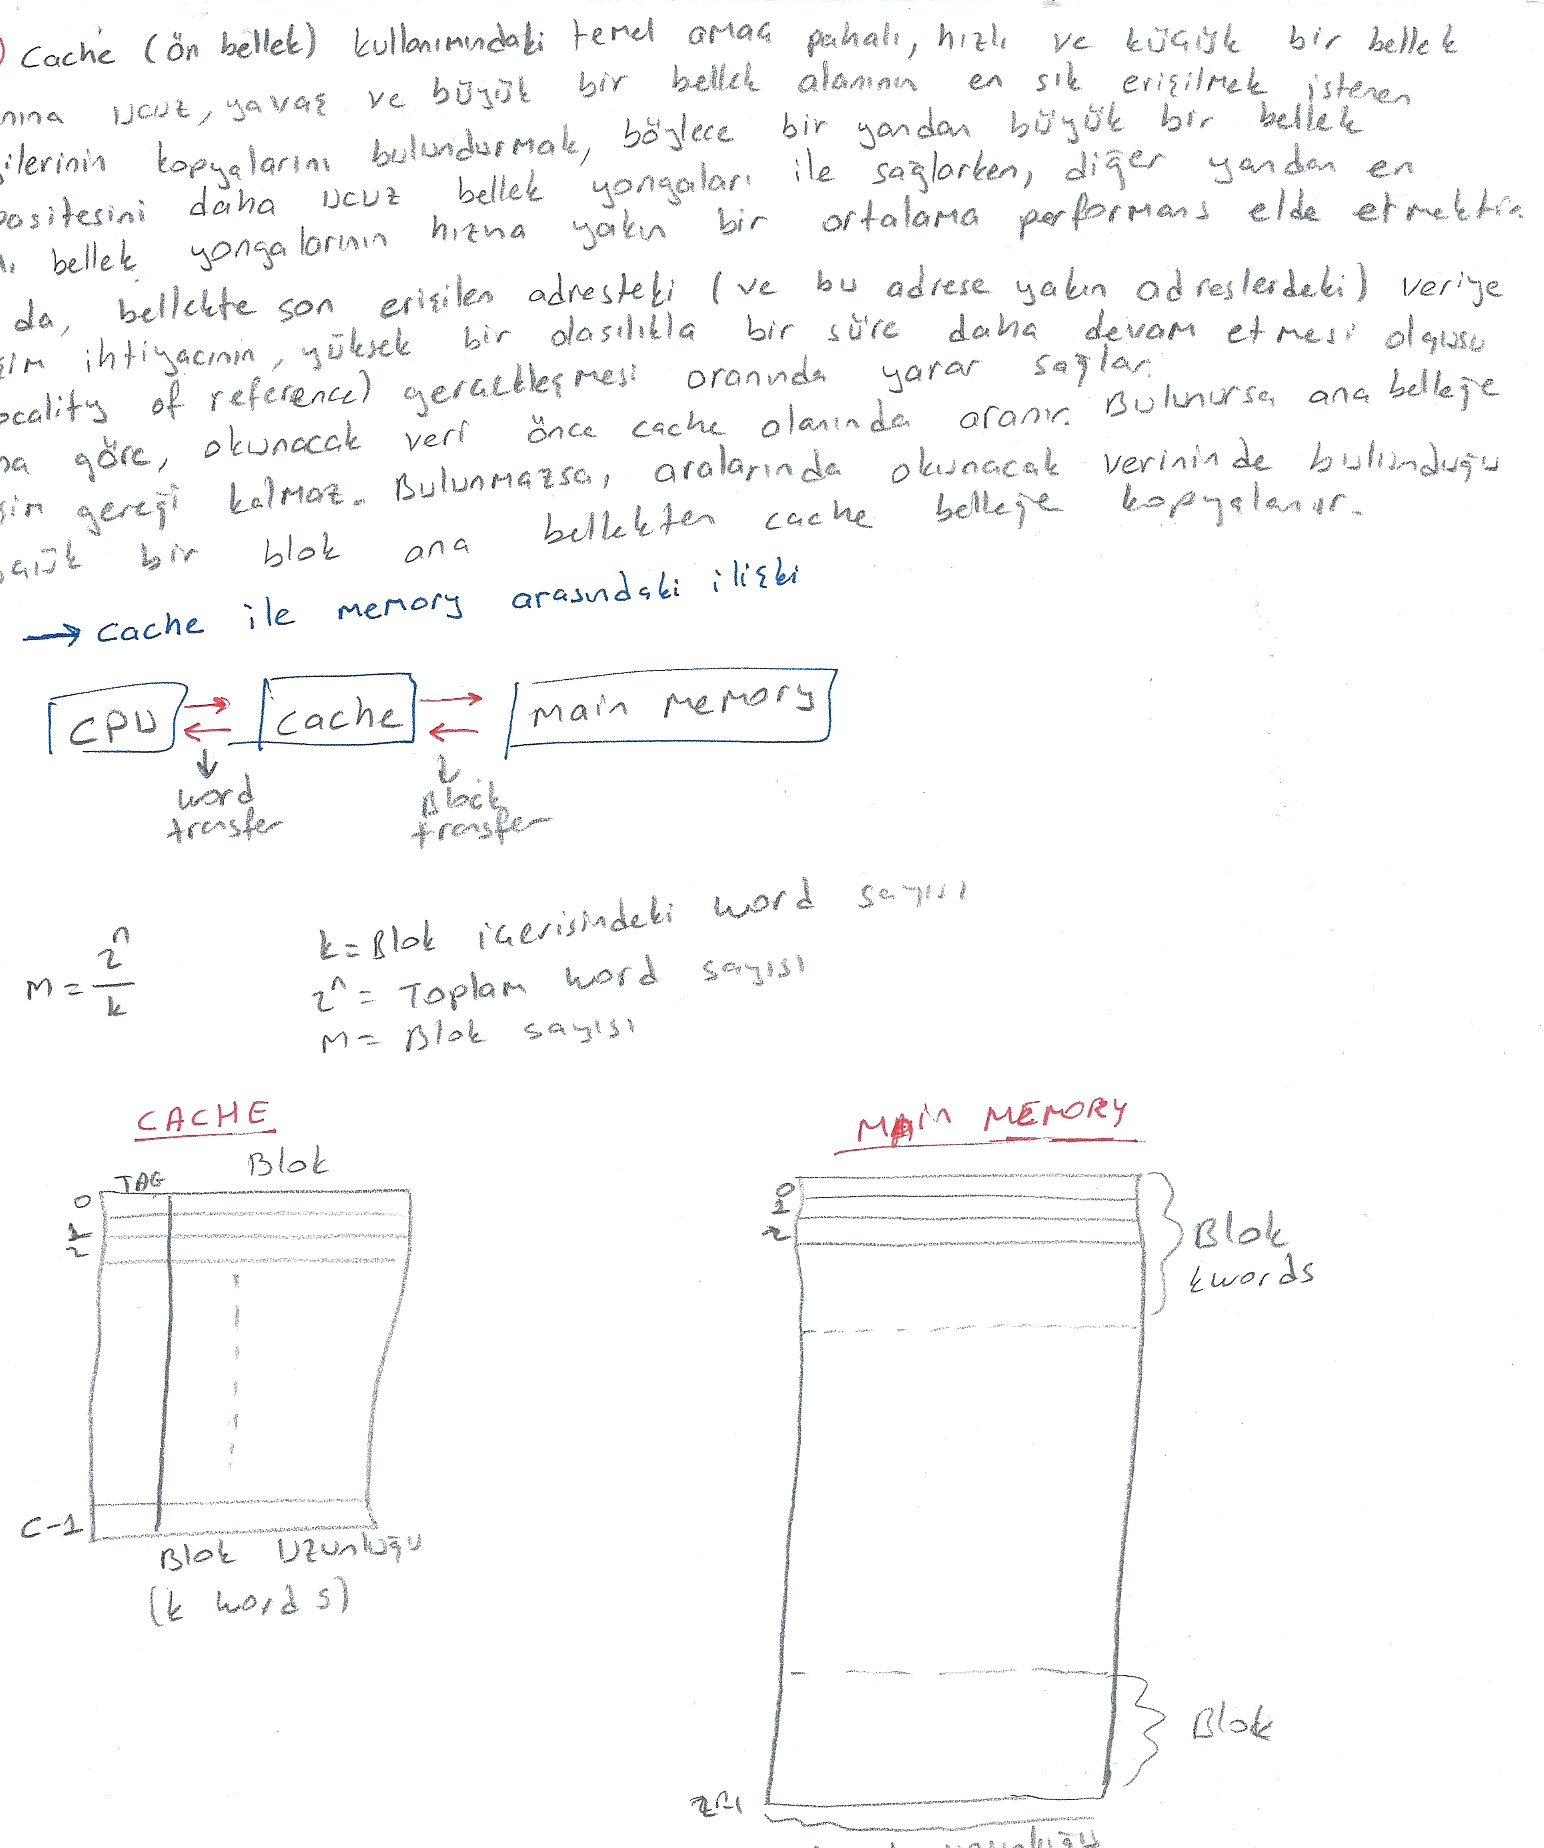 ) Cache (ön bellek) kullanımındaki temel amaç pahalı, hızlı ve küçük bir bellek
nına ucuz, yavaş ve büyük bir bellek alanının en sık erişilmek istenen
ilerinin kopyalarını bulundurmak, böylece bir yandan büyük bir bellek
pasitesini daha ucuz bellek yongaları ile sağlarken, diğer yandan en
lı bellek yongalarının hızına yakın bir ortalama performans elde etmektir.
da, bellekte son erişilen adresteki (ve bu adrese yakın adreslerdeki) veriye
şim ihtiyacının, yüksek bir olasılıkla bir süre daha devam etmesi olgusu
ocality of reference) gerçekleşmesi oranında yarar sağlar.
na göre, okunacak veri önce cache alanında aranır. Bulunursa, ana belleğe
şim gereği kalmaz. Bulunmazsa, aralarında okunacak verininde bulunduğu
çük bir blok ana bellekten cache belleğe kopyalanır.
→ Cache ile memory arasındaki ilişki
CPU cache main memory
word transfer
Block transfer
M = 2^n / k
k = Blok içerisindeki word sayısı
2^n = Toplam word sayısı
M = Blok sayısı
CACHE
TAG Blok
0
1
2
C-1
Blok uzunluğu
(k words)
MAin MEMORY
0
1
2
Blok
k words
Blok
2^n-1
uzunluğu